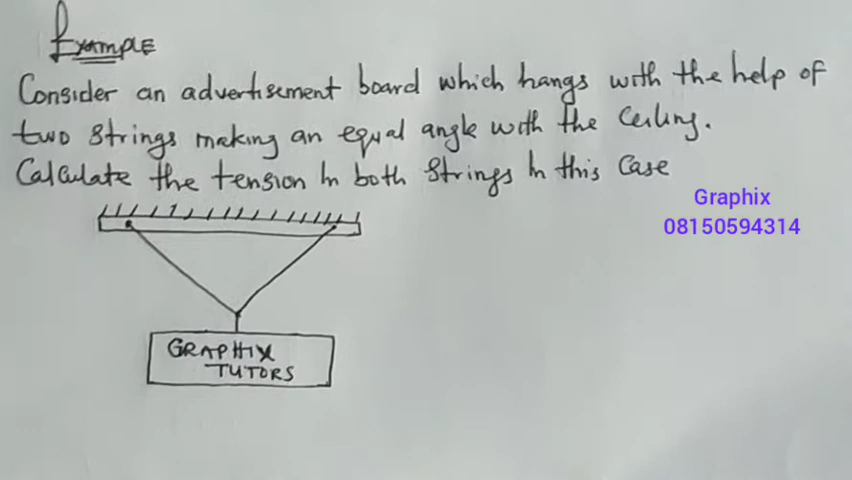 Example
Consider an advertisement board which hangs with the help of
two strings making an equal angle with the ceiling.
Calculate the tension in both strings in this case
Graphix
08150594314
GRAPHIX
TUTORS